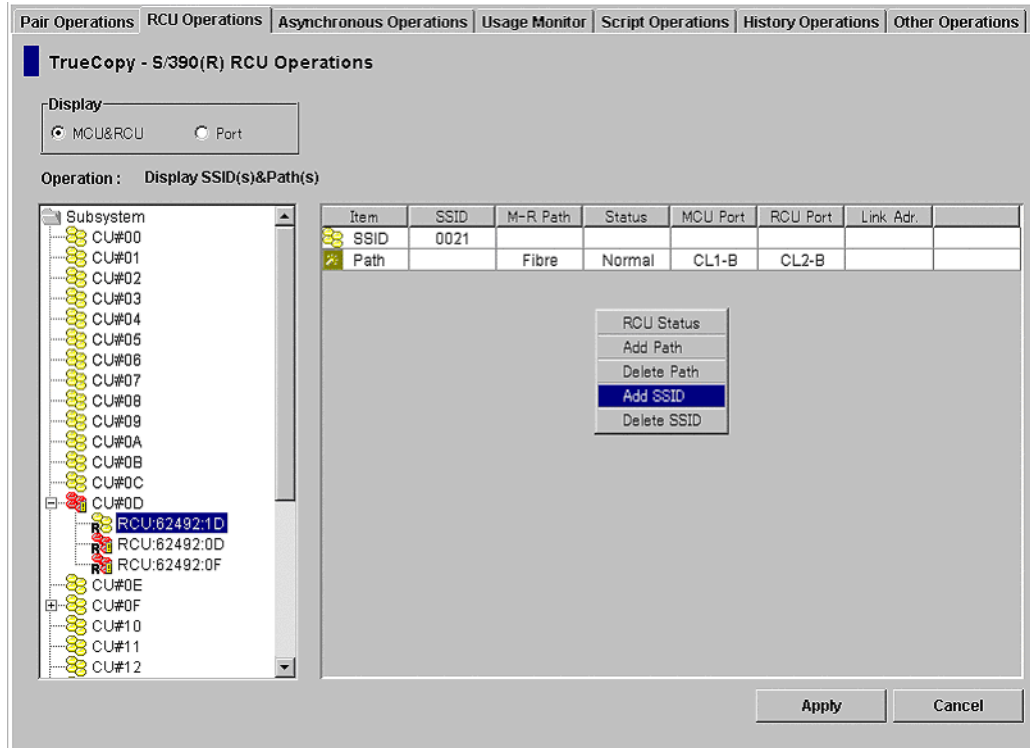 Pair Operations RCU Operations Asynchronous Operations Usage Monitor Script Operations History Operations Other Operations
TrueCopy - S/390(R) RCU Operations
Display
MCU&RCU Port
Operation : Display SSID(s)&Path(s)
Subsystem
CU#00
CU#01
CU#02
CU#03
CU#04
CU#05
CU#06
CU#07
CU#08
CU#09
CU#0A
CU#0B
CU#0C
CU#0D
RCU:62492:1D
RCU:62492:0D
RCU:62492:0F
CU#0E
CU#0F
CU#10
CU#11
CU#12
Item SSID M-R Path Status MCU Port RCU Port Link Adr.
SSID 0021
Path Fibre Normal CL1-B CL2-B
RCU Status
Add Path
Delete Path
Add SSID
Delete SSID
Apply Cancel